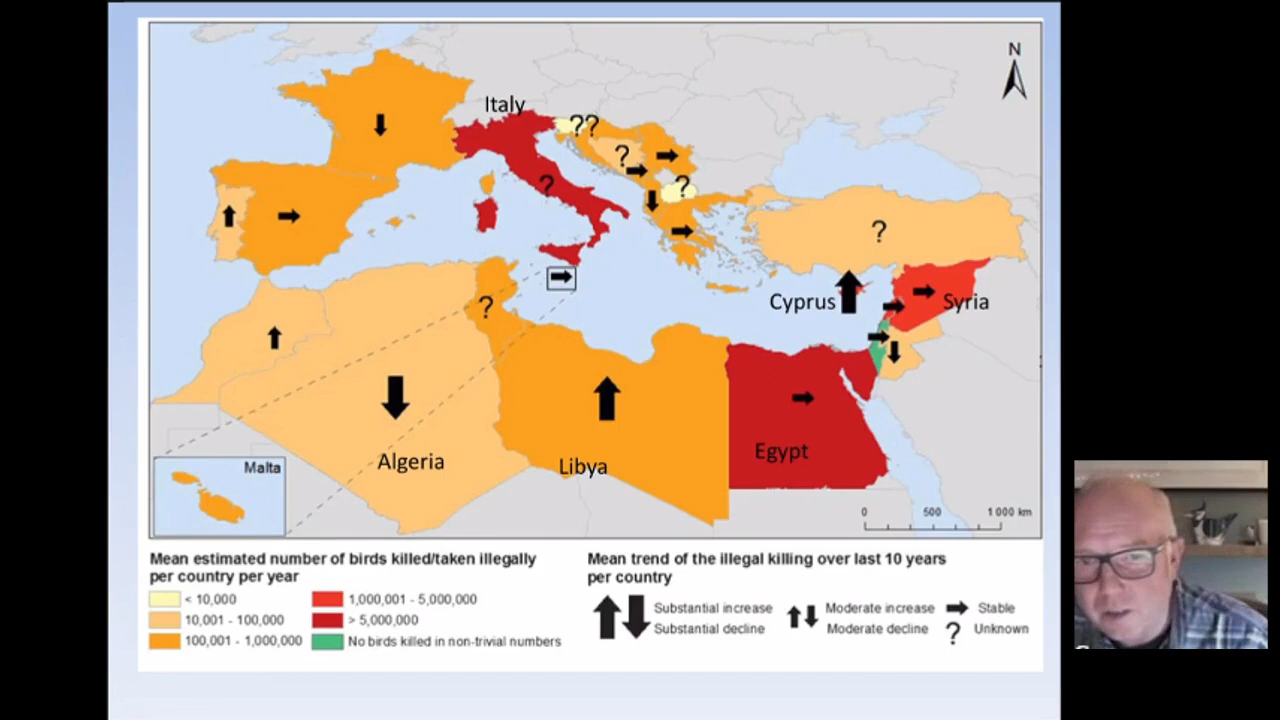 N
Italy
??
?
?
?
?
?
Cyprus
Syria
Algeria
Libya
Egypt
Malta
0 500 1 000 km
Mean estimated number of birds killed/taken illegally
per country per year
< 10,000
10,001 - 100,000
100,001 - 1,000,000
1,000,001 - 5,000,000
> 5,000,000
No birds killed in non-trivial numbers
Mean trend of the illegal killing over last 10 years
per country
Substantial increase
Substantial decline
Moderate increase
Moderate decline
Stable
? Unknown